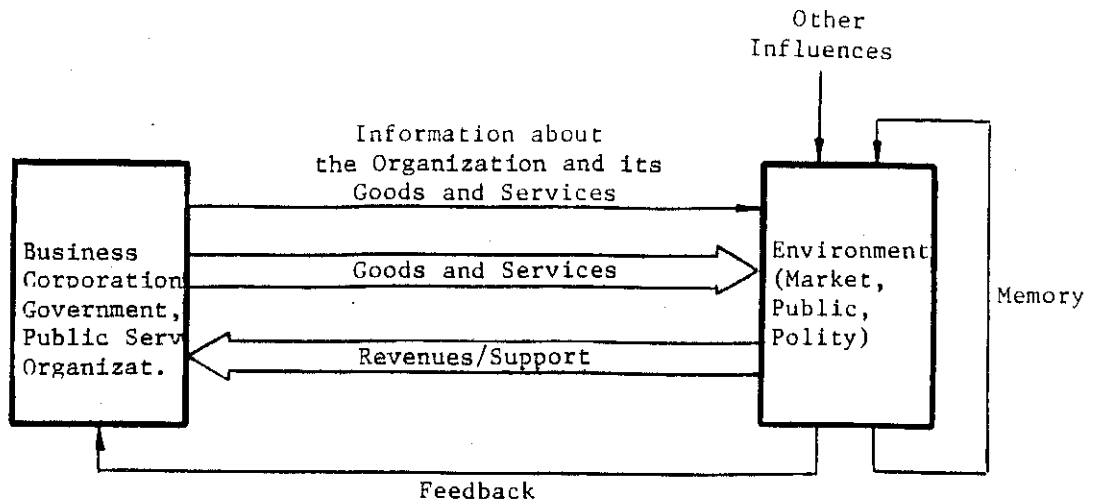 Other
Influences
Information about
the Organization and its
Goods and Services
Business
Corporation
Government,
Public Serv
Organizat.
Goods and Services
Revenues/Support
Environment
(Market,
Public,
Polity)
Memory
Feedback